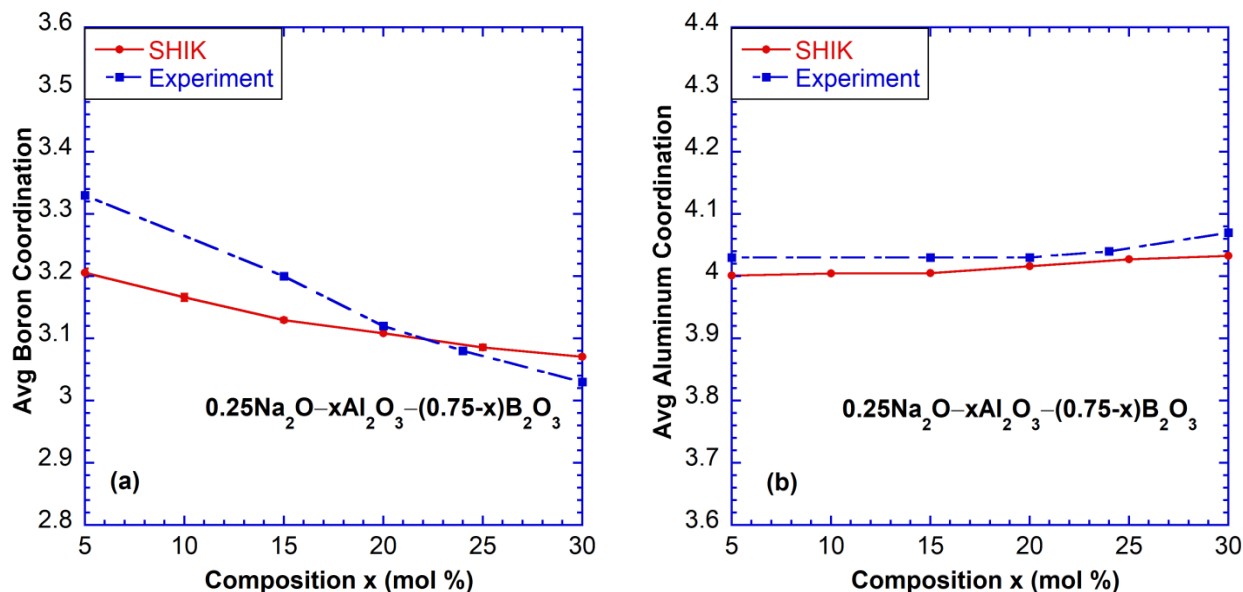 3.6
3.5
3.4
3.3
3.2
3.1
3
2.9
2.8
Avg Boron Coordination
SHIK
Experiment
0.25Na₂O–xAl₂O₃–(0.75-x)B₂O₃
(a)
5 10 15 20 25 30
Composition x (mol %)
4.4
4.3
4.2
4.1
4
3.9
3.8
3.7
3.6
Avg Aluminum Coordination
SHIK
Experiment
0.25Na₂O–xAl₂O₃–(0.75-x)B₂O₃
(b)
5 10 15 20 25 30
Composition x (mol %)